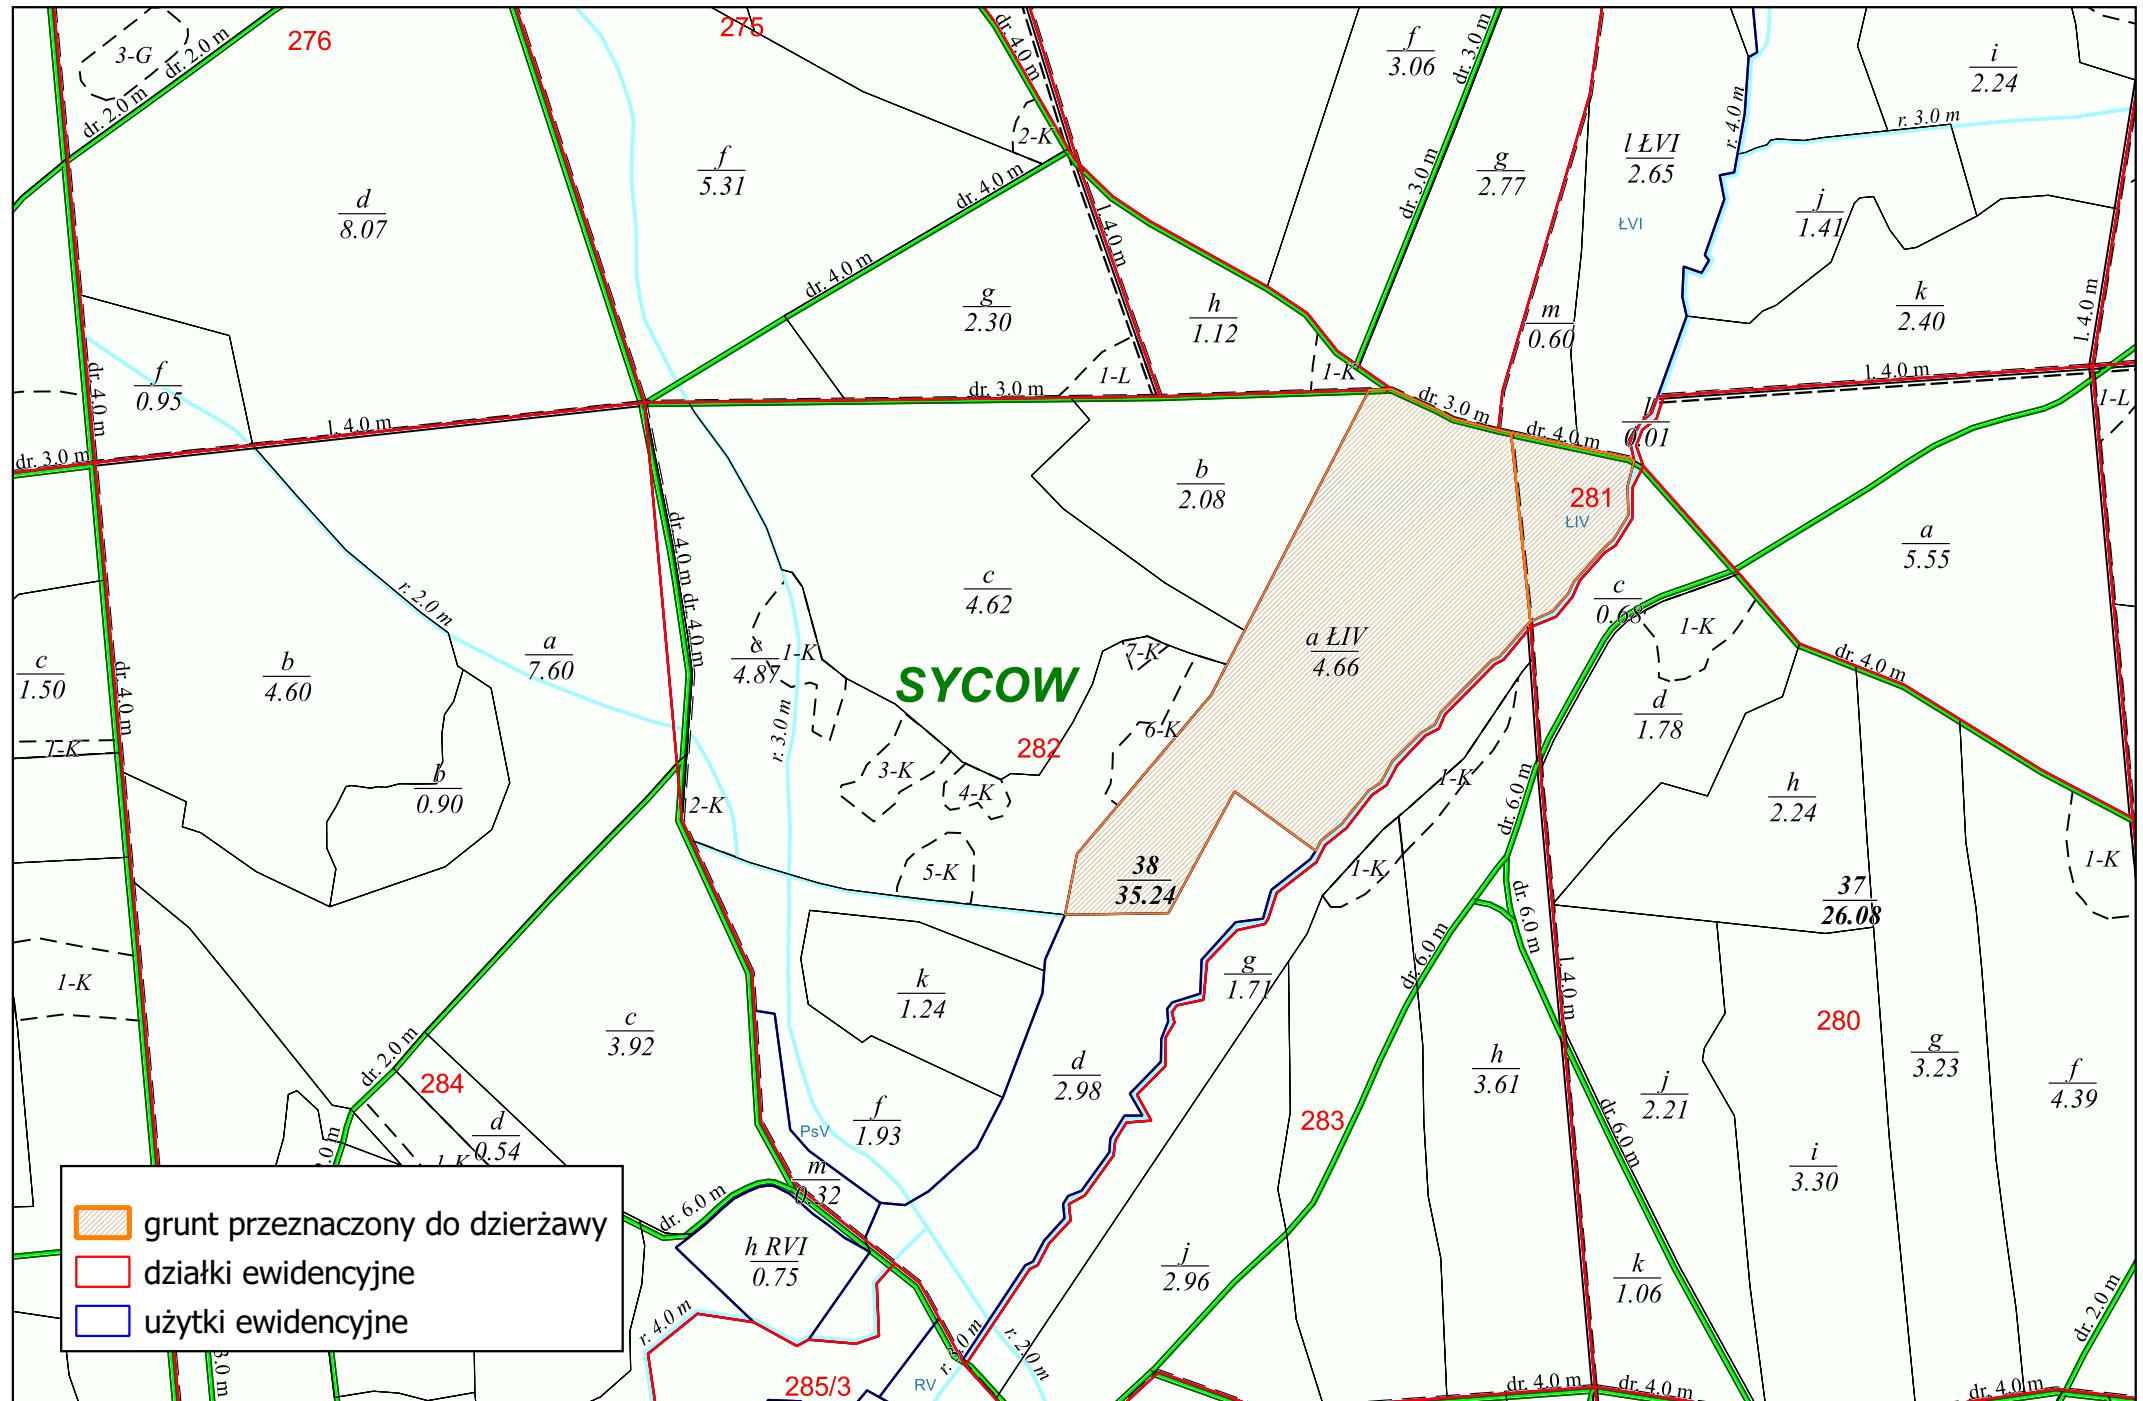 276
275
3-G
dr. 2.0 m
dr. 2.0 m
dr. 4.0 m
f
3.06
dr. 3.0 m
i
2.24
r. 4.0 m
r. 3.0 m
2-K
f
5.31
dr. 4.0 m
g
2.77
l ŁVI
2.65
ŁVI
dr. 3.0 m
d
8.07
l. 4.0 m
j
1.41
dr. 4.0 m
g
2.30
h
1.12
m
0.60
k
2.40
l. 4.0 m
f
0.95
dr. 4.0 m
1-L
1-K
dr. 3.0 m
l. 4.0 m
1-L
dr. 3.0 m
l. 4.0 m
dr. 3.0 m
dr. 4.0 m
l
0.01
b
2.08
281
ŁIV
a
5.55
dr. 4.0 m
dr. 4.0 m
r. 2.0 m
c
4.62
c
0.68
1-K
a
7.60
c
4.87
1-K
7-K
a ŁIV
4.66
dr. 4.0 m
c
1.50
dr. 4.0 m
b
4.60
SYCOW
d
1.78
r. 3.0 m
6-K
282
1-K
3-K
4-K
1-K
h
2.24
b
0.90
2-K
dr. 6.0 m
5-K
38
35.24
1-K
37
26.08
1-K
dr. 6.0 m
dr. 6.0 m
1-K
k
1.24
g
1.71
l. 4.0 m
c
3.92
280
g
3.23
dr. 2.0 m
284
d
2.98
h
3.61
j
2.21
f
4.39
d
0.54
1-K
f
1.93
PsV
283
dr. 6.0 m
m
0.32
i
3.30
dr. 6.0 m
grunt przeznaczony do dzierżawy
działki ewidencyjne
użytki ewidencyjne
h RVI
0.75
j
2.96
k
1.06
r. 4.0 m
r. 2.0 m
dr. 2.0 m
285/3
RV
dr. 4.0 m
dr. 4.0 m
dr. 4.0 m